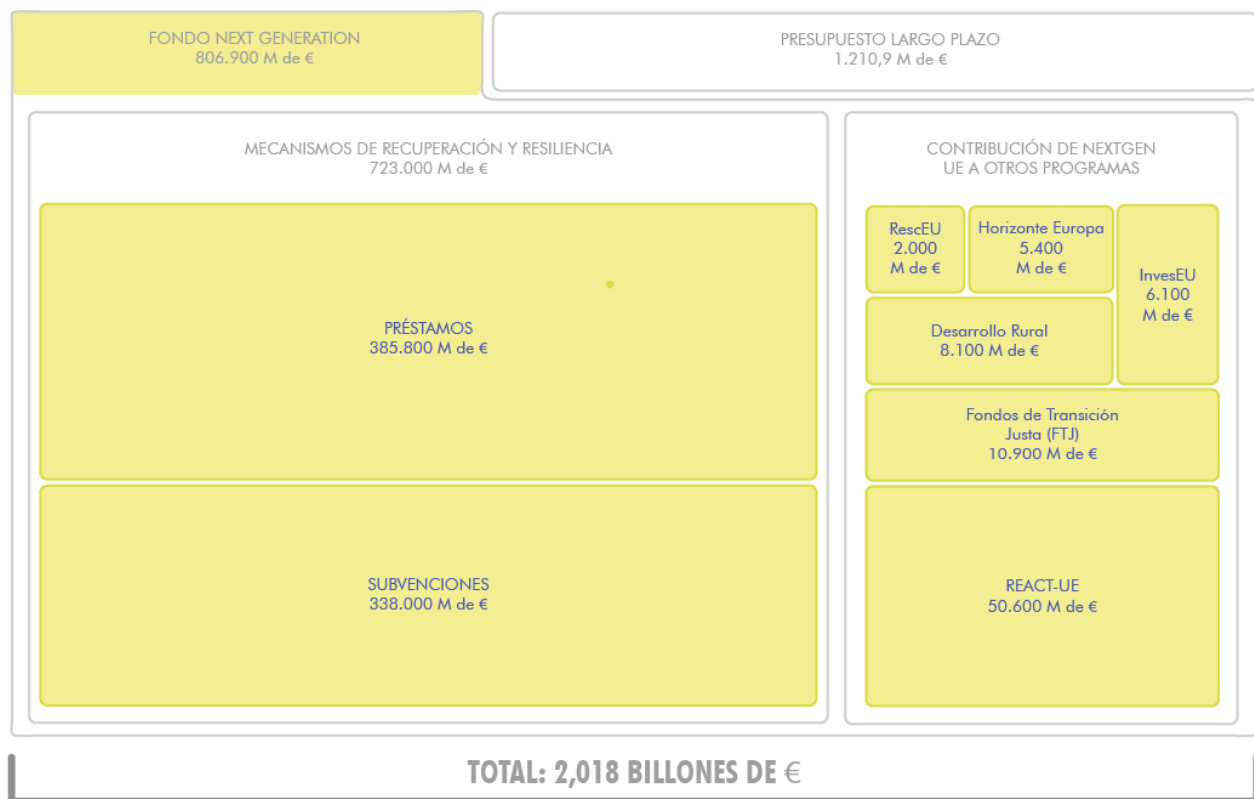 FONDO NEXT GENERATION
806.900 M de €
PRESUPUESTO LARGO PLAZO
1.210,9 M de €
MECANISMOS DE RECUPERACIÓN Y RESILIENCIA
723.000 M de €
PRÉSTAMOS
385.800 M de €
SUBVENCIONES
338.000 M de €
CONTRIBUCIÓN DE NEXTGEN
UE A OTROS PROGRAMAS
RescEU
2.000
M de €
Horizonte Europa
5.400
M de €
InvesEU
6.100
M de €
Desarrollo Rural
8.100 M de €
Fondos de Transición
Justa (FTJ)
10.900 M de €
REACT-UE
50.600 M de €
TOTAL: 2,018 BILLONES DE €